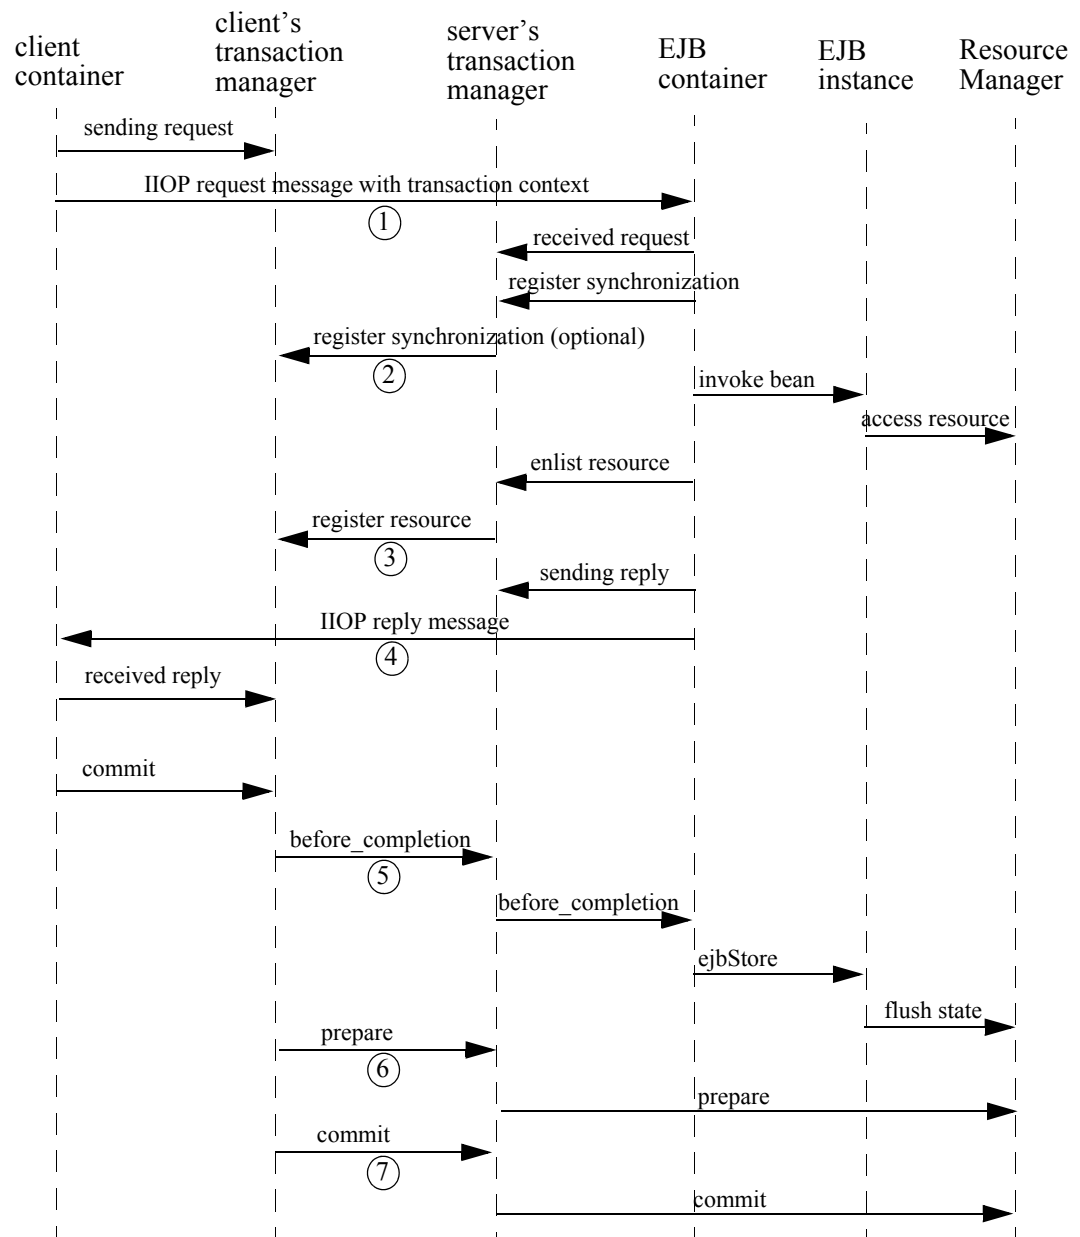 client
container
client's
transaction
manager
server's
transaction
manager
EJB
container
EJB
instance
Resource
Manager
sending request
IIOP request message with transaction context
1
received request
register synchronization
register synchronization (optional)
2
invoke bean
access resource
enlist resource
register resource
3
sending reply
IIOP reply message
4
received reply
commit
before_completion
5
before_completion
ejbStore
flush state
prepare
6
prepare
commit
7
commit